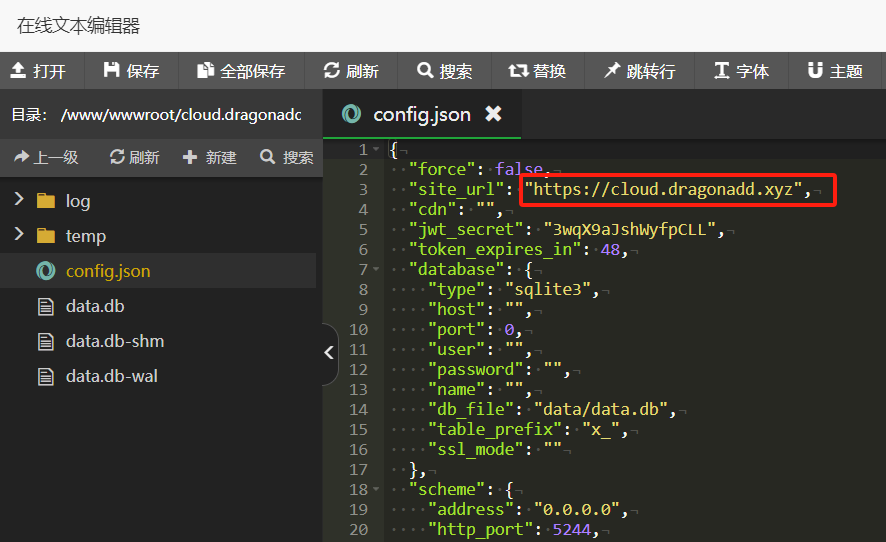 在线文本编辑器
打开 保存 全部保存 刷新 搜索 替换 跳转行 字体 主题
目录: /www/wwwroot/cloud.dragonadc
config.json
上一级 刷新 新建 搜索
log
temp
config.json
data.db
data.db-shm
data.db-wal
1 {
2 "force": false,
3 "site_url": "https://cloud.dragonadd.xyz",
4 "cdn": "",
5 "jwt_secret": "3wqX9aJshWyfpCLL",
6 "token_expires_in": 48,
7 "database": {
8 "type": "sqlite3",
9 "host": "",
10 "port": 0,
11 "user": "",
12 "password": "",
13 "name": "",
14 "db_file": "data/data.db",
15 "table_prefix": "x_",
16 "ssl_mode": ""
17 },
18 "scheme": {
19 "address": "0.0.0.0",
20 "http_port": 5244,